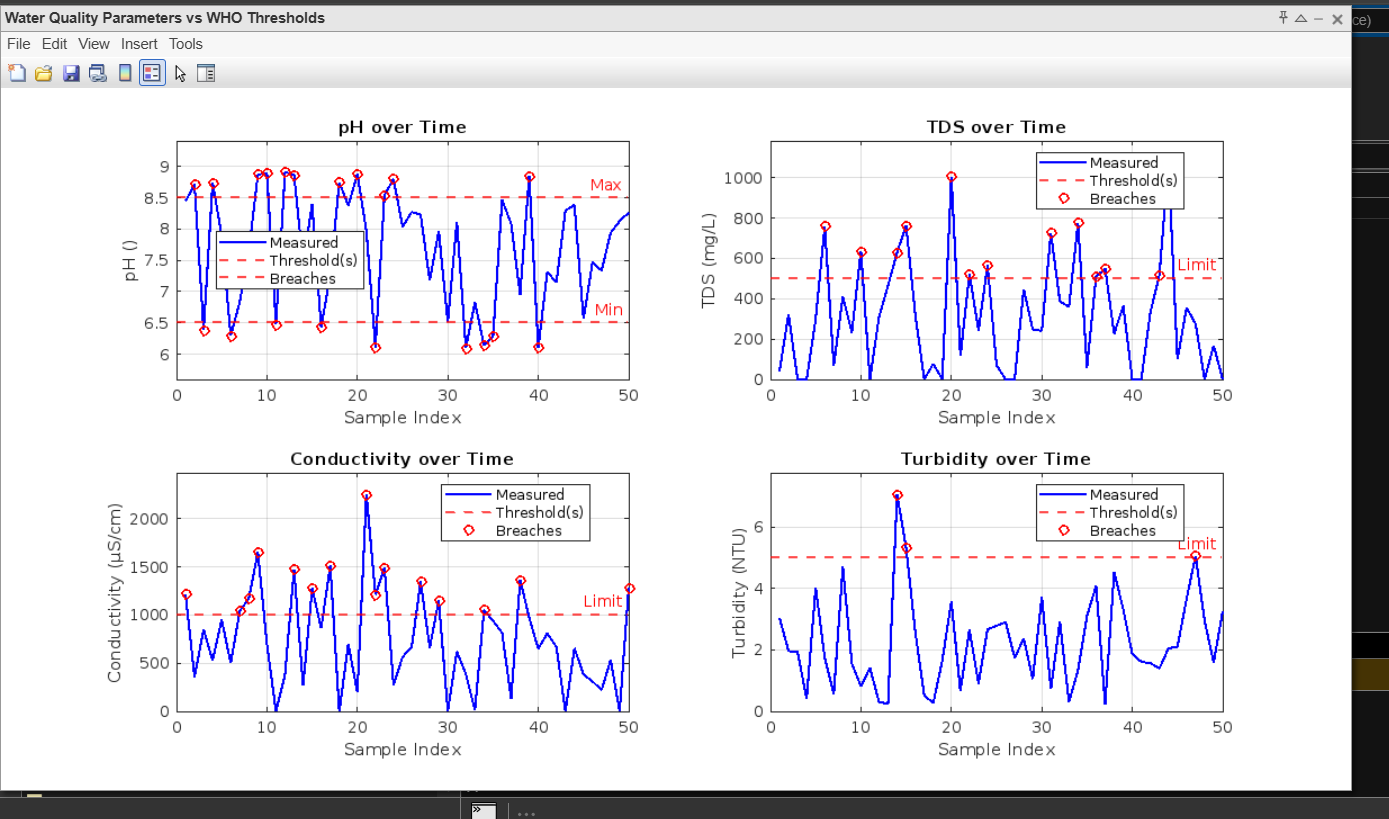 Water Quality Parameters vs WHO Thresholds
ce)
File Edit View Insert Tools
pH over Time
9
8.5
8
7.5
7
6.5
6
pH ()
Max
Min
Measured
Threshold(s)
Breaches
0 10 20 30 40 50
Sample Index
TDS over Time
1000
800
600
400
200
0
TDS (mg/L)
Measured
Threshold(s)
Breaches
Limit
0 10 20 30 40 50
Sample Index
Conductivity over Time
2000
1500
1000
500
0
Conductivity (µS/cm)
Measured
Threshold(s)
Breaches
Limit
0 10 20 30 40 50
Sample Index
Turbidity over Time
6
4
2
0
Turbidity (NTU)
Measured
Threshold(s)
Breaches
Limit
0 10 20 30 40 50
Sample Index
»
...